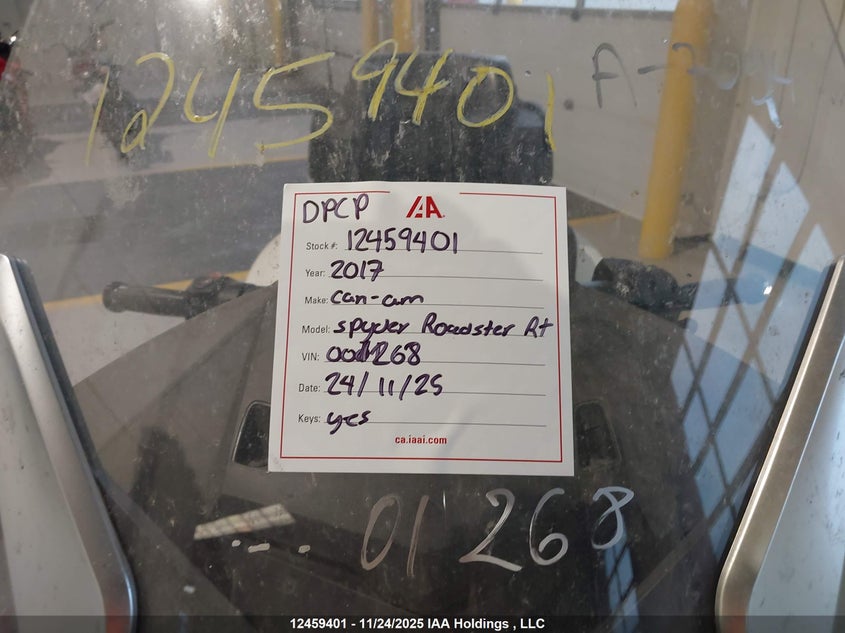 12459401
DPCP IAA
Stock #: 12459401
Year: 2017
Make: can-am
Model: spyder Roadster Rt
VIN: 001268
Date: 24/11/25
Keys: yes
ca.iaai.com
01268
12459401 - 11/24/2025 IAA Holdings , LLC